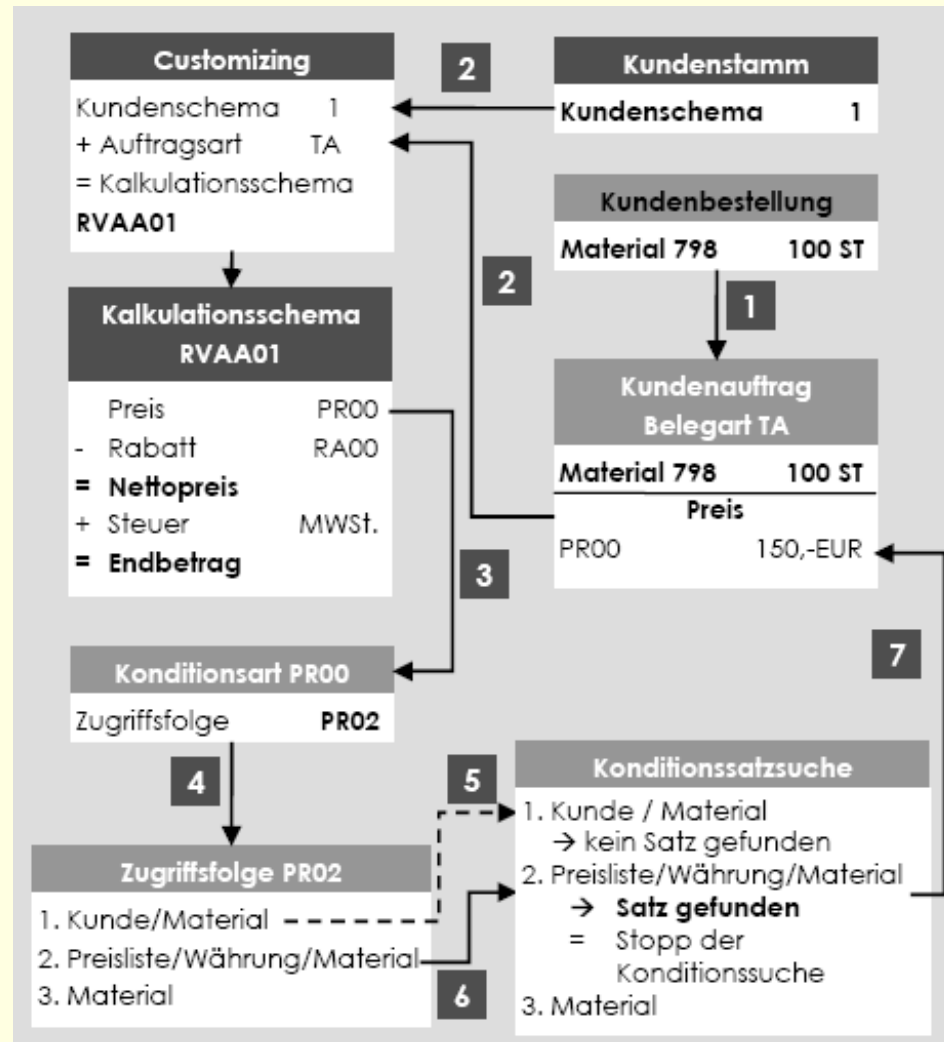 Customizing
Kundenschema 1
+ Auftragsart TA
= Kalkulationsschema
RVAA01
2
Kundenstamm
Kundenschema 1
Kundenbestellung
Material 798 100 ST
2
1
Kalkulationsschema
RVAA01
Preis PR00
- Rabatt RA00
= Nettopreis
+ Steuer MWSt.
= Endbetrag
Kundenauftrag
Belegart TA
Material 798 100 ST
Preis
PR00 150,-EUR
3
7
Konditionsart PR00
Zugriffsfolge PR02
4
5
Zugriffsfolge PR02
1. Kunde/Material
2. Preisliste/Währung/Material
3. Material
6
Konditionssatzsuche
1. Kunde / Material
→ kein Satz gefunden
2. Preisliste/Währung/Material
→ Satz gefunden
= Stopp der
Konditionssuche
3. Material